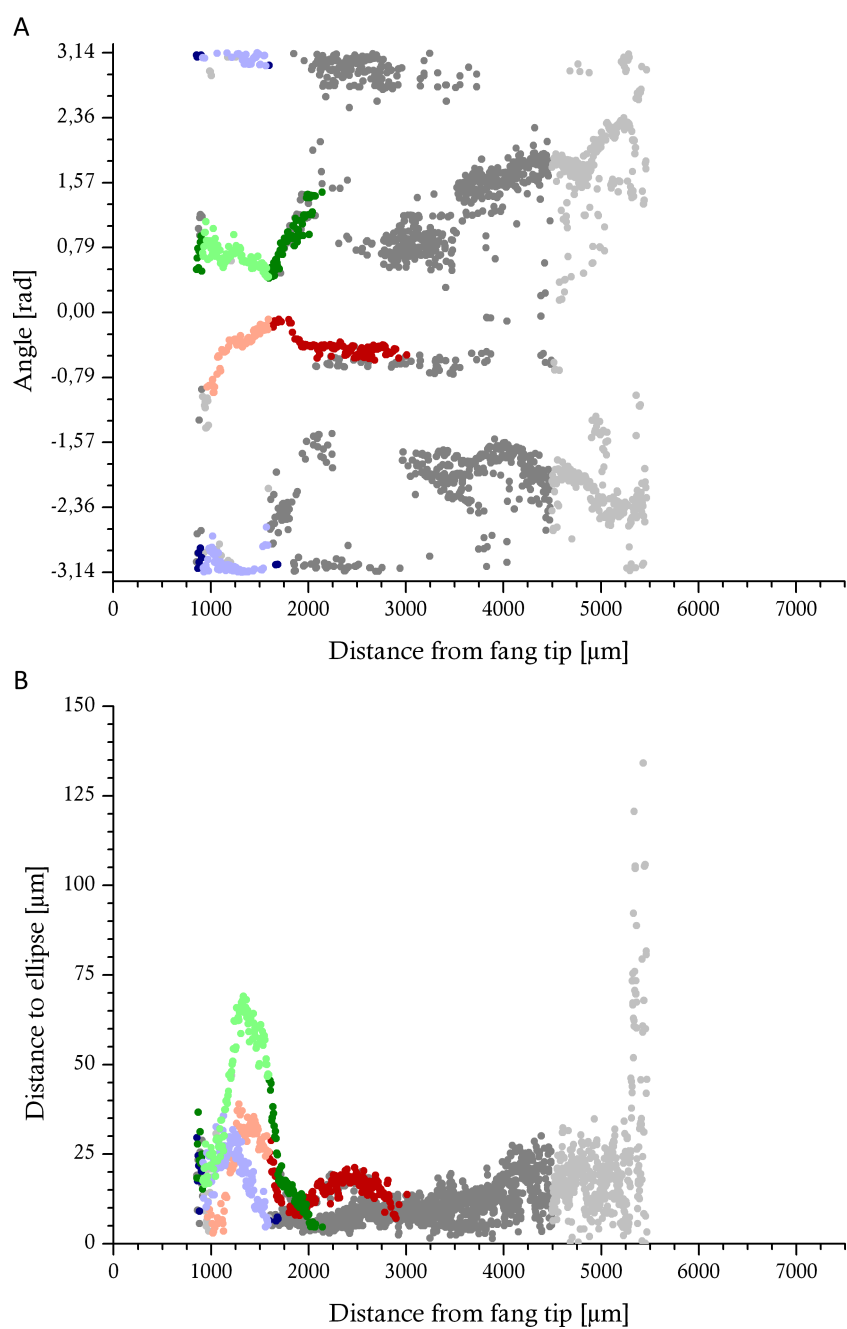 A
3,14
2,36
1,57
0,79
0,00
-0,79
-1,57
-2,36
-3,14
Angle [rad]
0 1000 2000 3000 4000 5000 6000 7000
Distance from fang tip [µm]
B
150
125
100
75
50
25
0
Distance to ellipse [µm]
0 1000 2000 3000 4000 5000 6000 7000
Distance from fang tip [µm]